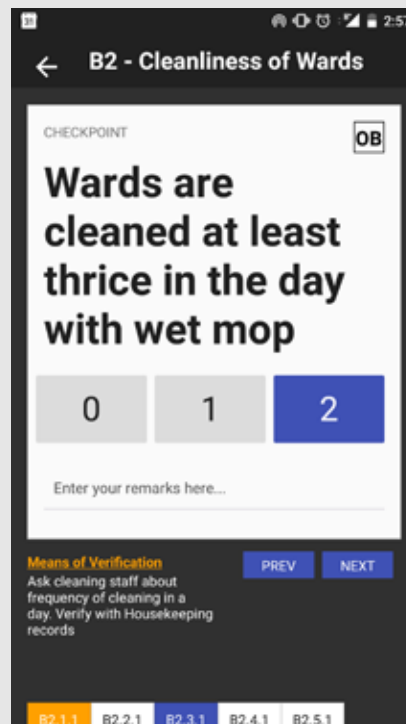 31
2:57
B2 - Cleanliness of Wards
CHECKPOINT
OB
Wards are
cleaned at least
thrice in the day
with wet mop
0 1 2
Enter your remarks here...
Means of Verification
PREV NEXT
Ask cleaning staff about
frequency of cleaning in a
day. Verify with Housekeeping
records
B2.1.1 B2.2.1 B2.3.1 B2.4.1 B2.5.1